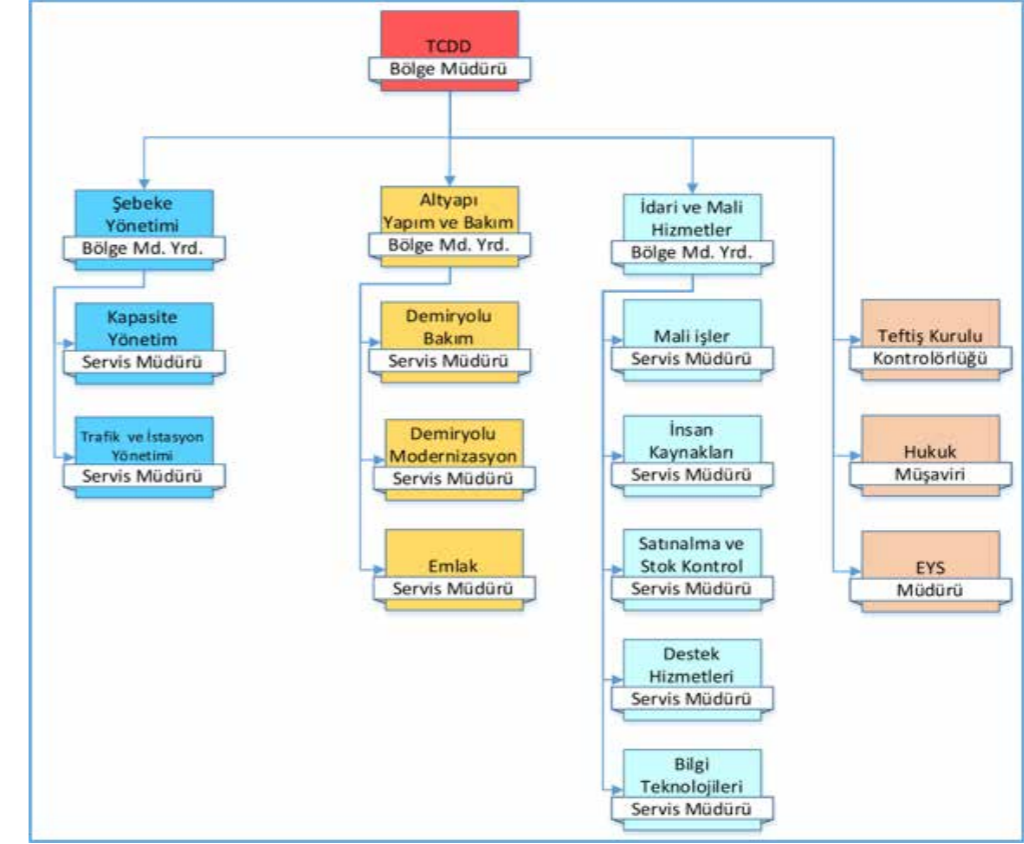 TCDD
Bölge Müdürü
Şebeke
Yönetimi
Bölge Md. Yrd.
Kapasite
Yönetim
Servis Müdürü
Trafik ve İstasyon
Yönetimi
Servis Müdürü
Altyapı
Yapım ve Bakım
Bölge Md. Yrd.
Demiryolu
Bakım
Servis Müdürü
Demiryolu
Modernizasyon
Servis Müdürü
Emlak
Servis Müdürü
İdari ve Mali
Hizmetler
Bölge Md. Yrd.
Mali işler
Servis Müdürü
İnsan
Kaynakları
Servis Müdürü
Satınalma ve
Stok Kontrol
Servis Müdürü
Destek
Hizmetleri
Servis Müdürü
Bilgi
Teknolojileri
Servis Müdürü
Teftiş Kurulu
Kontrolörlüğü
Hukuk
Müşaviri
EYS
Müdürü